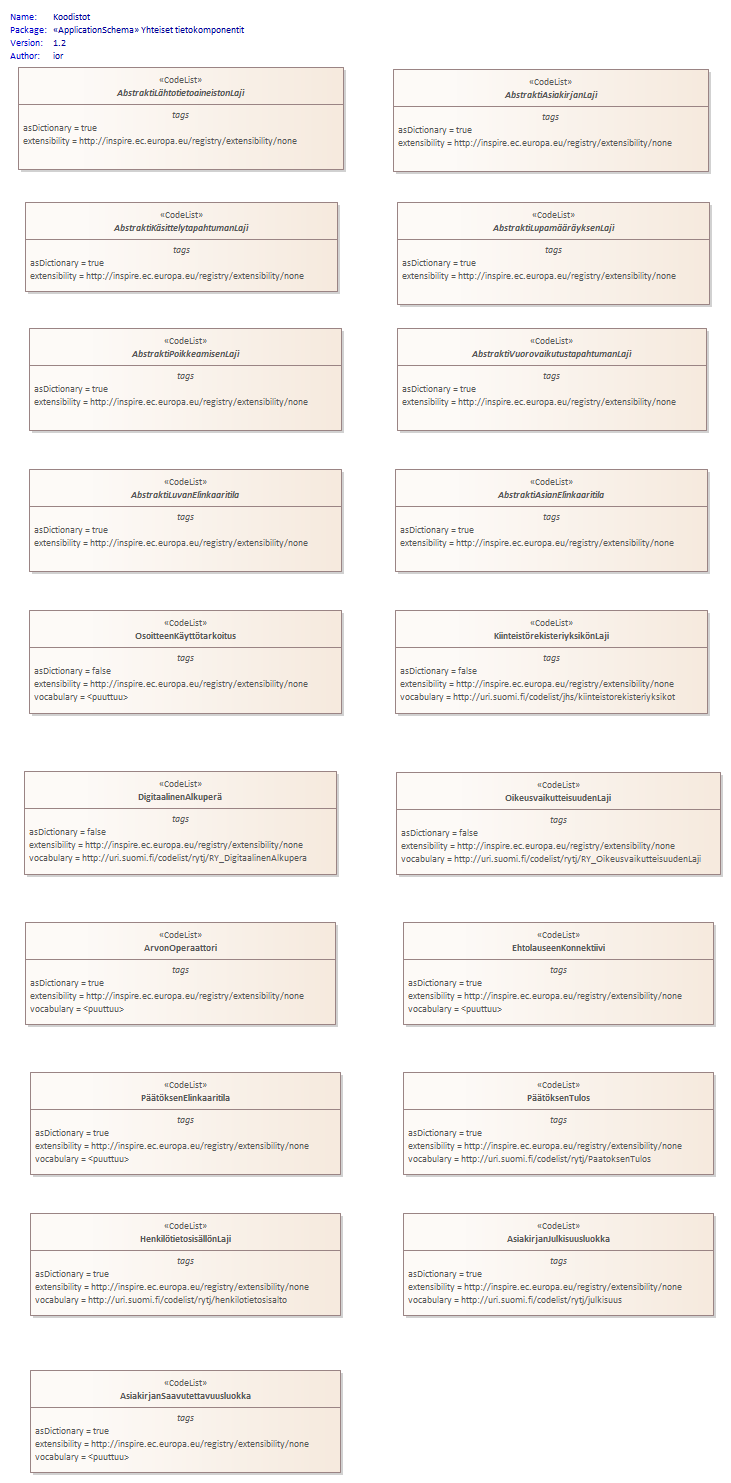 Name: Koodistot
Package: «ApplicationSchema» Yhteiset tietokomponentit
Version: 1.2
Author: ior
«CodeList»
AbstraktiLähtotietoaineistonLaji
tags
asDictionary = true
extensibility = http://inspire.ec.europa.eu/registry/extensibility/none
«CodeList»
AbstraktiAsiakirjanLaji
tags
asDictionary = true
extensibility = http://inspire.ec.europa.eu/registry/extensibility/none
«CodeList»
AbstraktiKäsittelytapahtumanLaji
tags
asDictionary = true
extensibility = http://inspire.ec.europa.eu/registry/extensibility/none
«CodeList»
AbstraktiLupamääräyksenLaji
tags
asDictionary = true
extensibility = http://inspire.ec.europa.eu/registry/extensibility/none
«CodeList»
AbstraktiPoikkeamisenLaji
tags
asDictionary = true
extensibility = http://inspire.ec.europa.eu/registry/extensibility/none
«CodeList»
AbstraktiVuorovaikutustapahtumanLaji
tags
asDictionary = true
extensibility = http://inspire.ec.europa.eu/registry/extensibility/none
«CodeList»
AbstraktiLuvanElinkaaritila
tags
asDictionary = true
extensibility = http://inspire.ec.europa.eu/registry/extensibility/none
«CodeList»
AbstraktiAsianElinkaaritila
tags
asDictionary = true
extensibility = http://inspire.ec.europa.eu/registry/extensibility/none
«CodeList»
OsoitteenKäyttötarkoitus
tags
asDictionary = false
extensibility = http://inspire.ec.europa.eu/registry/extensibility/none
vocabulary = <puuttuu>
«CodeList»
KiinteistörekisteriyksikönLaji
tags
asDictionary = false
extensibility = http://inspire.ec.europa.eu/registry/extensibility/none
vocabulary = http://uri.suomi.fi/codelist/jhs/kiinteistorekisteriyksikot
«CodeList»
DigitaalinenAlkuperä
tags
asDictionary = false
extensibility = http://inspire.ec.europa.eu/registry/extensibility/none
vocabulary = http://uri.suomi.fi/codelist/rytj/RY_DigitaalinenAlkupera
«CodeList»
OikeusvaikutteisuudenLaji
tags
asDictionary = false
extensibility = http://inspire.ec.europa.eu/registry/extensibility/none
vocabulary = http://uri.suomi.fi/codelist/rytj/RY_OikeusvaikutteisuudenLaji
«CodeList»
ArvonOperaattori
tags
asDictionary = true
extensibility = http://inspire.ec.europa.eu/registry/extensibility/none
vocabulary = <puuttuu>
«CodeList»
EhtolauseenKonnektiivi
tags
asDictionary = true
extensibility = http://inspire.ec.europa.eu/registry/extensibility/none
vocabulary = <puuttuu>
«CodeList»
PäätöksenElinkaaritila
tags
asDictionary = true
extensibility = http://inspire.ec.europa.eu/registry/extensibility/none
vocabulary = <puuttuu>
«CodeList»
PäätöksenTulos
tags
asDictionary = true
extensibility = http://inspire.ec.europa.eu/registry/extensibility/none
vocabulary = http://uri.suomi.fi/codelist/rytj/PaatoksenTulos
«CodeList»
HenkilötietosisällönLaji
tags
asDictionary = true
extensibility = http://inspire.ec.europa.eu/registry/extensibility/none
vocabulary = http://uri.suomi.fi/codelist/rytj/henkilotietosisalto
«CodeList»
AsiakirjanJulkisuusluokka
tags
asDictionary = true
extensibility = http://inspire.ec.europa.eu/registry/extensibility/none
vocabulary = http://uri.suomi.fi/codelist/rytj/julkisuus
«CodeList»
AsiakirjanSaavutettavuusluokka
tags
asDictionary = true
extensibility = http://inspire.ec.europa.eu/registry/extensibility/none
vocabulary = <puuttuu>